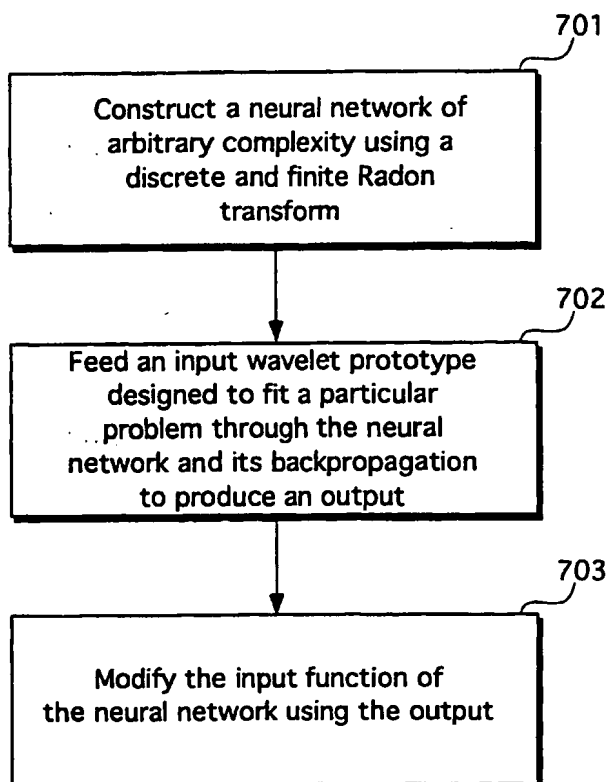 701
Construct a neural network of
arbitrary complexity using a
discrete and finite Radon
transform
702
Feed an input wavelet prototype
designed to fit a particular
problem through the neural
network and its backpropagation
to produce an output
703
Modify the input function of
the neural network using the output